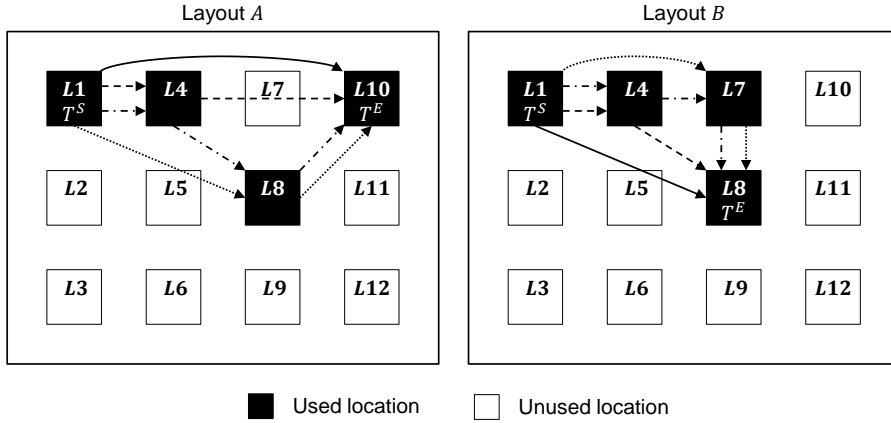 Layout A Layout B
L1 L4 L7 L10 L1 L4 L7 L10
T^S T^E T^S
L2 L5 L8 L11 L2 L5 L8 L11
T^E
L3 L6 L9 L12 L3 L6 L9 L12
Used location Unused location